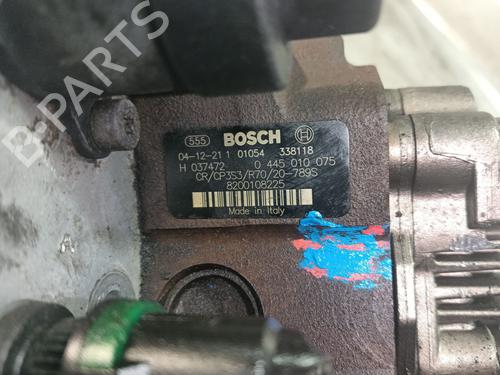 555 BOSCH
04-12-21 1 01054 338118
H 037472 0 445 010 075
CR/CP3S3/R70/20-789S
8200108225
Made in Italy
B-PARTS